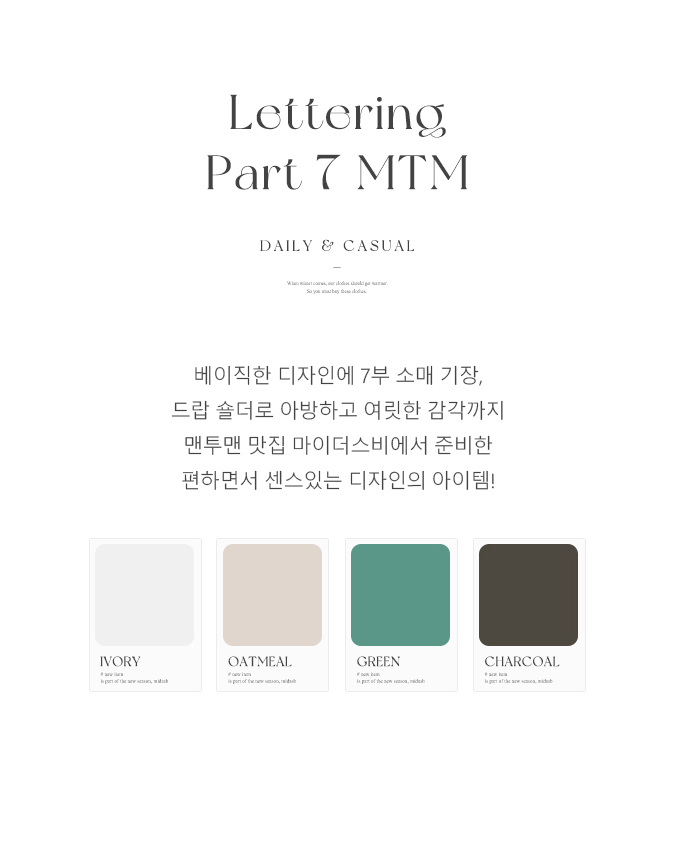 Lettering
Part 7 MTM
DAILY & CASUAL
–
When winter comes, our clothes should get warmer.
So you must buy these clothes.
베이직한 디자인에 7부 소매 기장,
드랍 숄더로 아방하고 여릿한 감각까지
맨투맨 맛집 마이더스비에서 준비한
편하면서 센스있는 디자인의 아이템!
IVORY
# new item
is part of the new season, midasb
OATMEAL
# new item
is part of the new season, midasb
GREEN
# new item
is part of the new season, midasb
CHARCOAL
# new item
is part of the new season, midasb